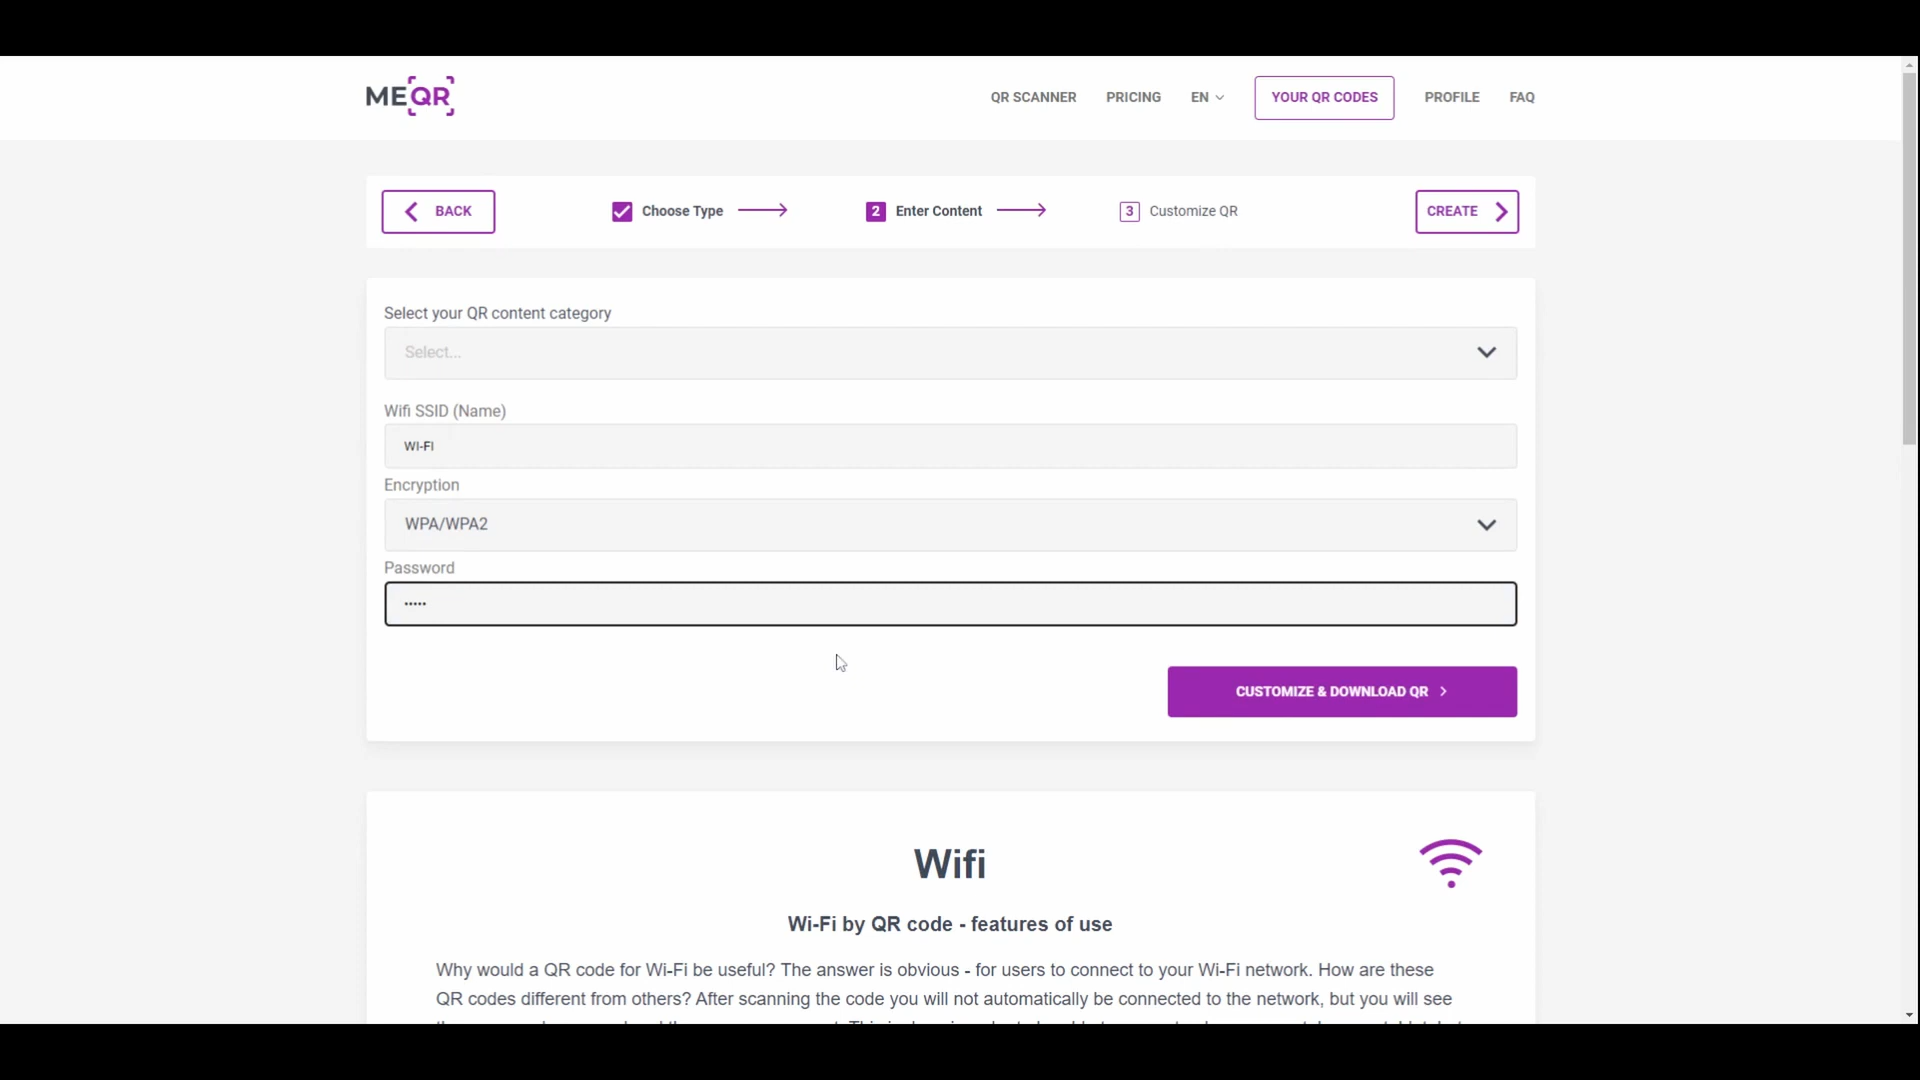 MEQR
QR SCANNER PRICING EN YOUR QR CODES PROFILE FAQ
BACK Choose Type 2 Enter Content 3 Customize QR CREATE
Select your QR content category
Select...
Wifi SSID (Name)
WI-FI
Encryption
WPA/WPA2
Password
•••••
CUSTOMIZE & DOWNLOAD QR
Wifi
Wi-Fi by QR code - features of use
Why would a QR code for Wi-Fi be useful? The answer is obvious - for users to connect to your Wi-Fi network. How are these
QR codes different from others? After scanning the code you will not automatically be connected to the network, but you will see